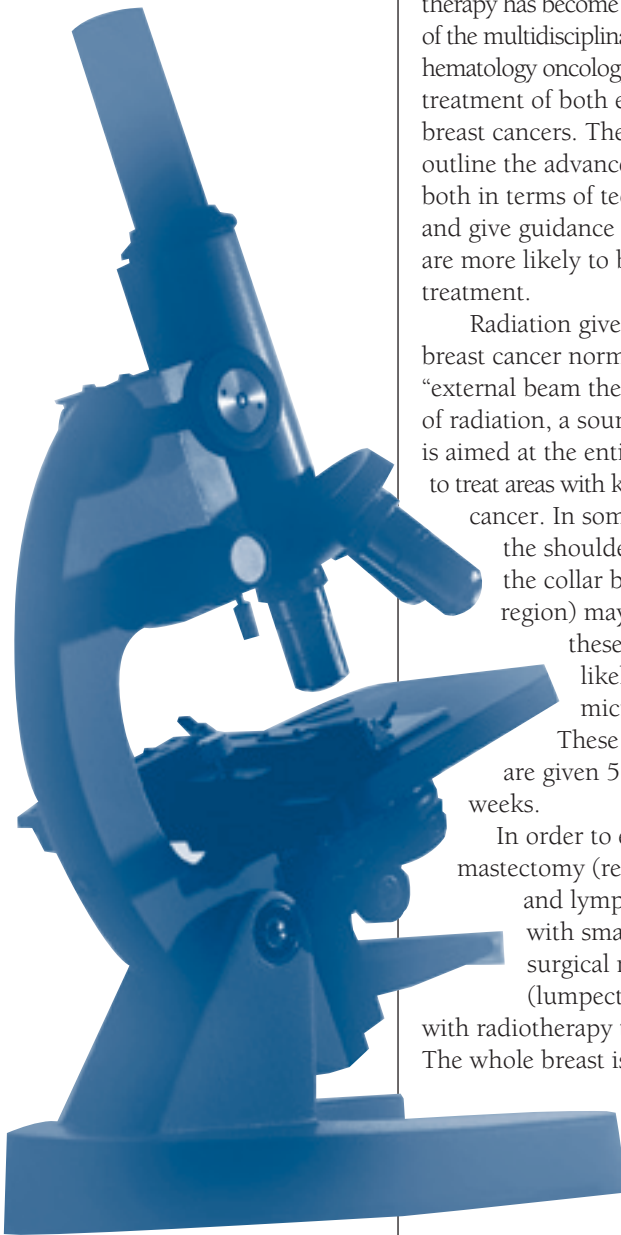 therapy has become
of the multidisciplina
hematology oncolog
treatment of both e
breast cancers. The
outline the advance
both in terms of tec
and give guidance
are more likely to b
treatment.
Radiation give
breast cancer norm
“external beam the
of radiation, a soun
is aimed at the enti
to treat areas with k
cancer. In som
the shoulde
the collar b
region) may
these
likel
mic
These
are given 5
weeks.
In order to
mastectomy (re
and lymp
with sma
surgical r
(lumpect
with radiotherapy
The whole breast is